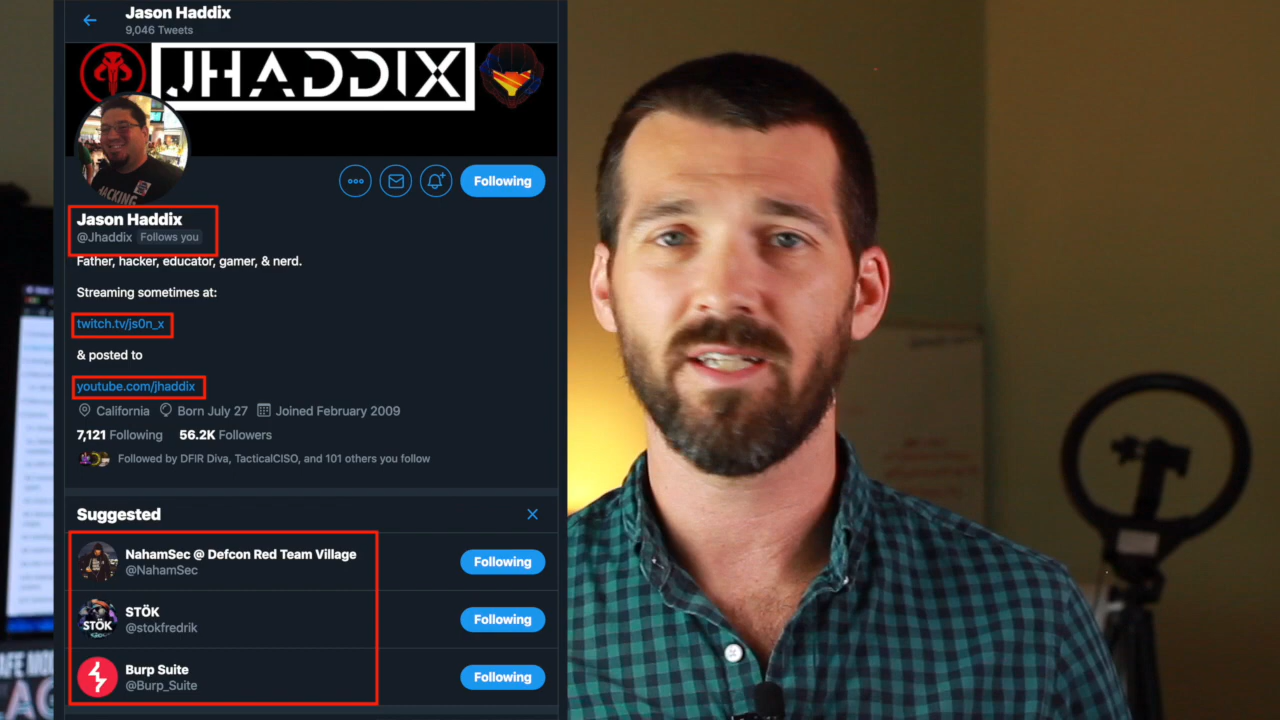 Jason Haddix
9,046 Tweets
JHADDIX
HACKING
Following
Jason Haddix
@Jhaddix Follows you
Father, hacker, educator, gamer, & nerd.
Streaming sometimes at:
twitch.tv/js0n_x
& posted to
youtube.com/jhaddix
California Born July 27 Joined February 2009
7,121 Following 56.2K Followers
Followed by DFIR Diva, TacticalCISO, and 101 others you follow
Suggested
NahamSec @ Defcon Red Team Village
@NahamSec
Following
STÖK
STÖK
@stokfredrik
Following
Burp Suite
@Burp_Suite
Following